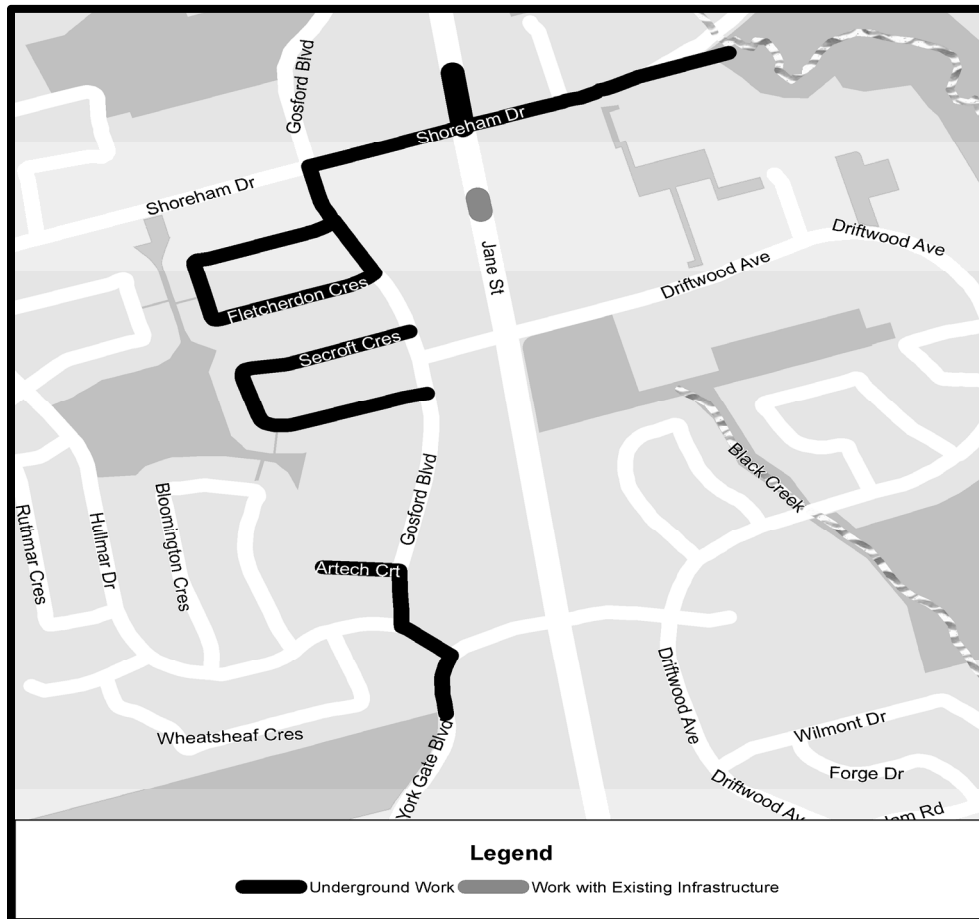 Gosford Blvd
Shoreham Dr
Shoreham Dr
Jane St
Driftwood Ave
Driftwood Ave
Fletcherdon Cres
Secroft Cres
Gosford Blvd
Black Creek
Ruthmar Cres
Hullmar Dr
Bloomington Cres
Artech Crt
Driftwood Ave
Wheatsheaf Cres
York Gate Blvd
Wilmont Dr
Forge Dr
Driftwood Av
Rd
Legend
Underground Work
Work with Existing Infrastructure